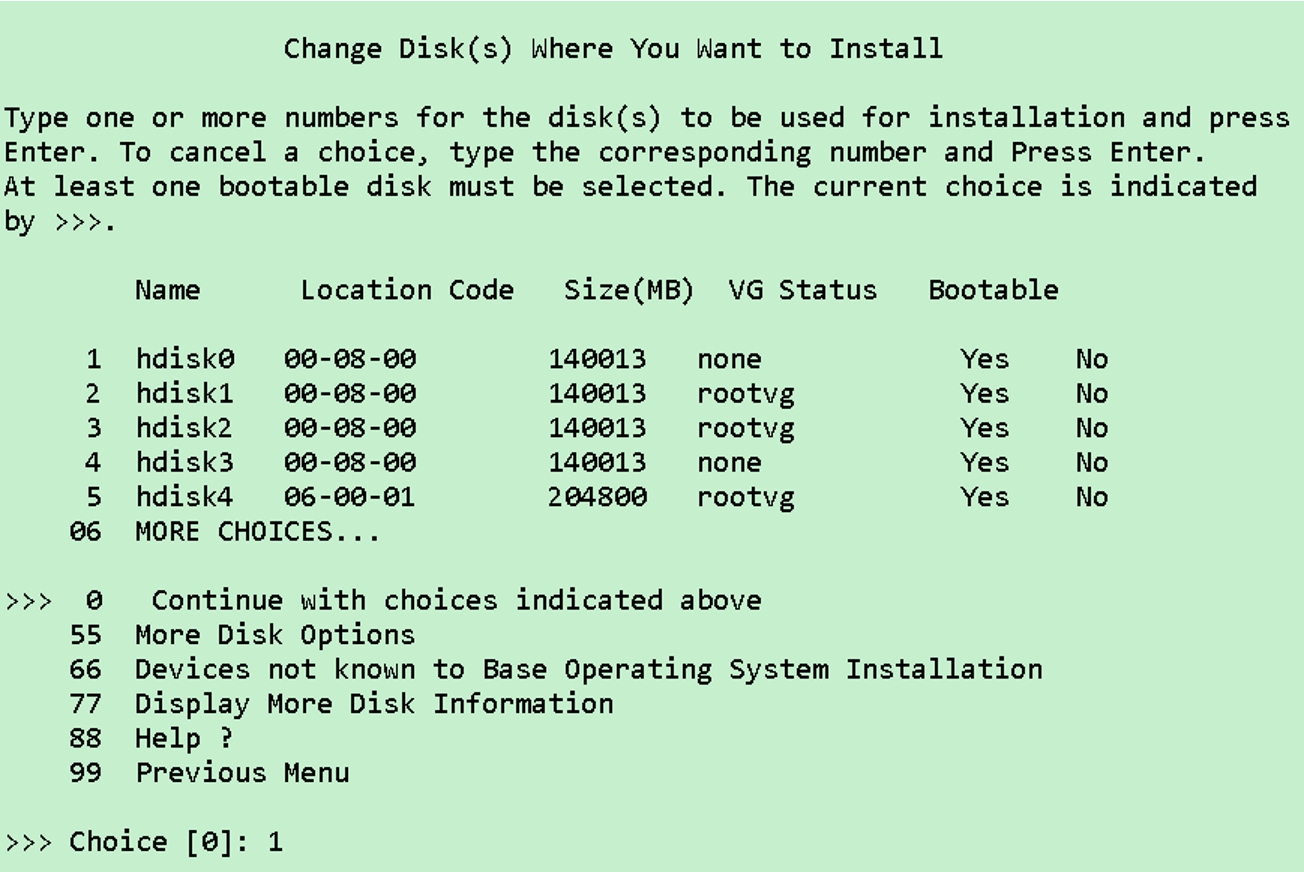 Change Disk(s) Where You Want to Install
Type one or more numbers for the disk(s) to be used for installation and press
Enter. To cancel a choice, type the corresponding number and Press Enter.
At least one bootable disk must be selected. The current choice is indicated
by >>>.
Name Location Code Size(MB) VG Status Bootable
1 hdisk0 00-08-00 140013 none Yes No
2 hdisk1 00-08-00 140013 rootvg Yes No
3 hdisk2 00-08-00 140013 rootvg Yes No
4 hdisk3 00-08-00 140013 none Yes No
5 hdisk4 06-00-01 204800 rootvg Yes No
06 MORE CHOICES...
>>> 0 Continue with choices indicated above
55 More Disk Options
66 Devices not known to Base Operating System Installation
77 Display More Disk Information
88 Help ?
99 Previous Menu
>>> Choice [0]: 1